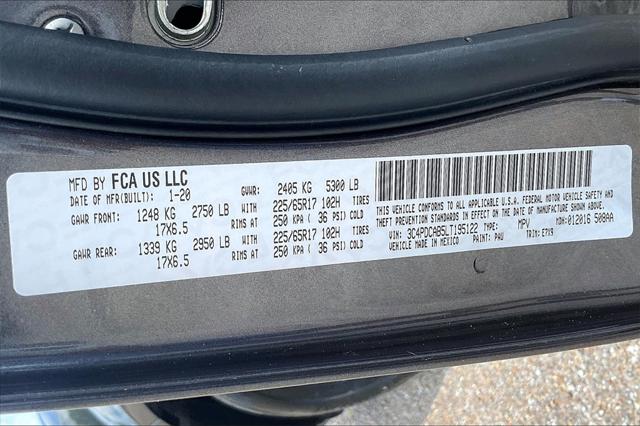 MFD BY FCA US LLC
DATE OF MFR(BUILT): 1-20 GVWR: 2405 KG 5300 LB
GAWR FRONT: 1248 KG 2750 LB WITH 225/65R17 102H TIRES
17X6.5 RIMS AT 250 KPA ( 36 PSI) COLD
GAWR REAR: 1339 KG 2950 LB WITH 225/65R17 102H TIRES
17X6.5 RIMS AT 250 KPA ( 36 PSI) COLD
THIS VEHICLE CONFORMS TO ALL APPLICABLE U.S.A. FEDERAL MOTOR VEHICLE SAFETY AND
THEFT PREVENTION STANDARDS IN EFFECT ON THE DATE OF MANUFACTURE SHOWN ABOVE.
VIN: 3C4PDCAB5LT195122 TYPE: MPV MDH: 012016 508AA
VEHICLE MADE IN MEXICO PAINT: PAU TRIM: E7X9